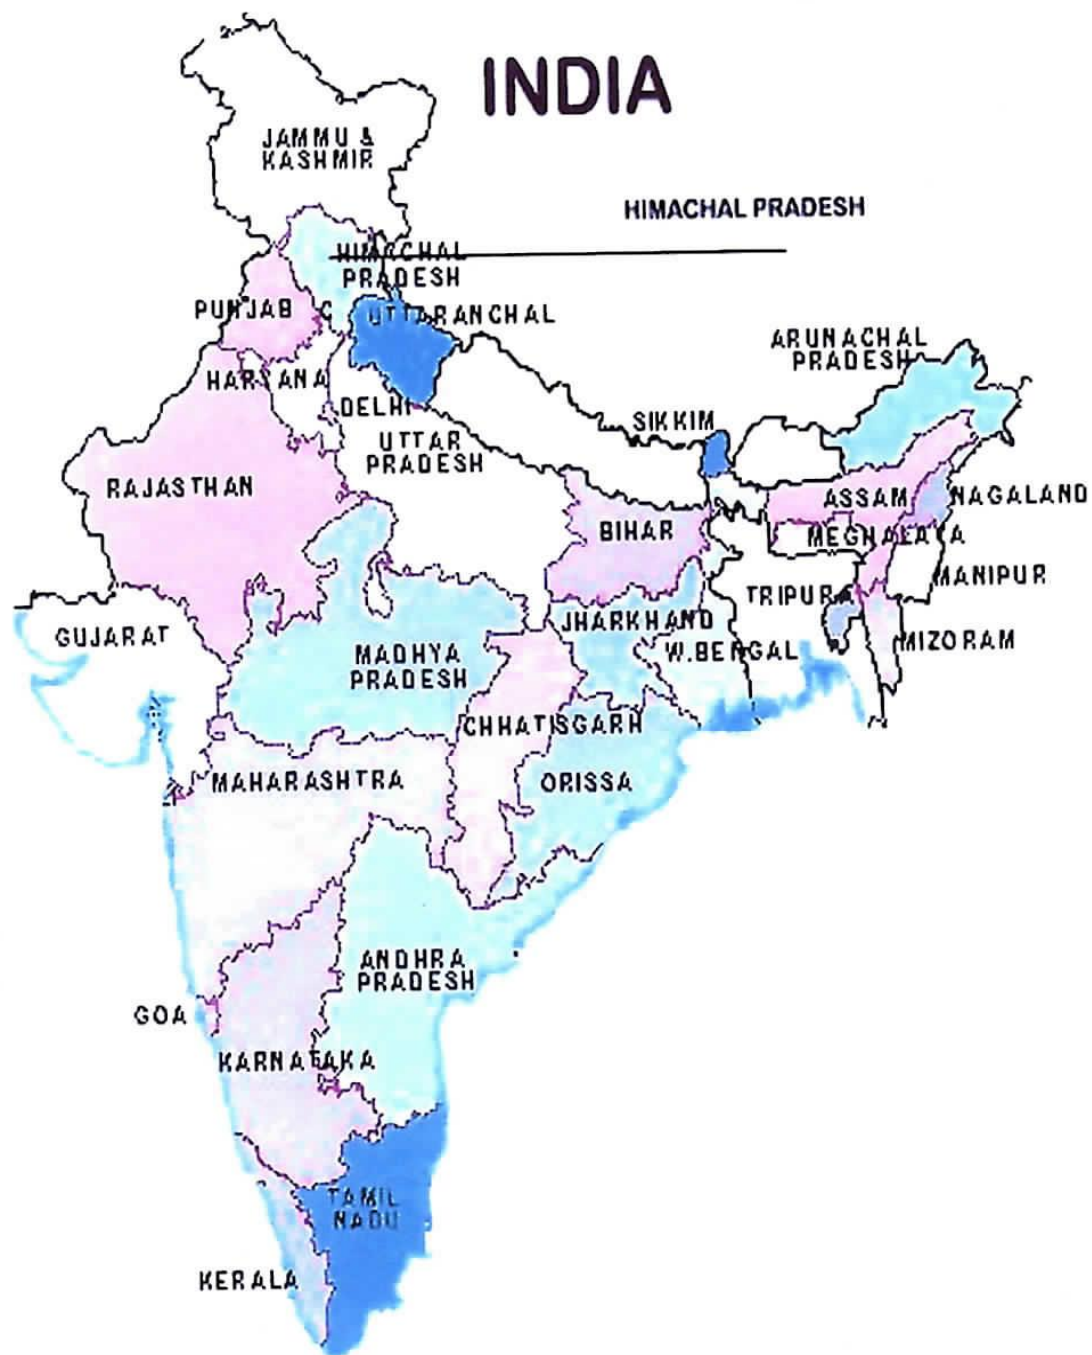 INDIA
JAMMU &
KASHMIR
HIMACHAL PRADESH
HIMACHAL
PRADESH
PUNJAB
C
UTTARANCHAL
ARUNACHAL
PRADESH
HARYANA
DELHI
SIKKIM
UTTAR
PRADESH
RAJASTHAN
ASSAM
NAGALAND
BIHAR
MEGHALAYA
MANIPUR
TRIPURA
JHARKHAND
GUJARAT
MIZORAM
W.BENGAL
MADHYA
PRADESH
CHHATISGARH
MAHARASHTRA
ORISSA
ANDHRA
PRADESH
GOA
KARNATAKA
TAMIL
NADU
KERALA